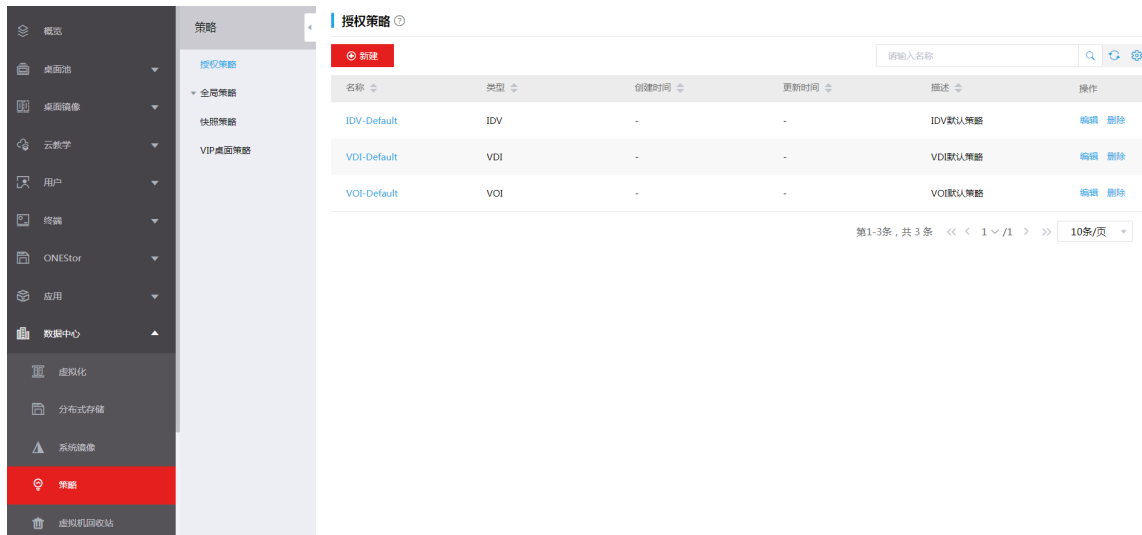 概览
桌面池
桌面镜像
云教学
用户
终端
ONEStor
应用
数据中心
虚拟化
分布式存储
系统镜像
策略
虚拟机回收站
策略
授权策略
全局策略
快照策略
VIP桌面策略
授权策略
新建
请输入名称
名称 类型 创建时间 更新时间 描述 操作
IDV-Default IDV - - IDV默认策略 编辑 删除
VDI-Default VDI - - VDI默认策略 编辑 删除
VOI-Default VOI - - VOI默认策略 编辑 删除
第1-3条，共 3 条 << < 1 /1 > >> 10条/页